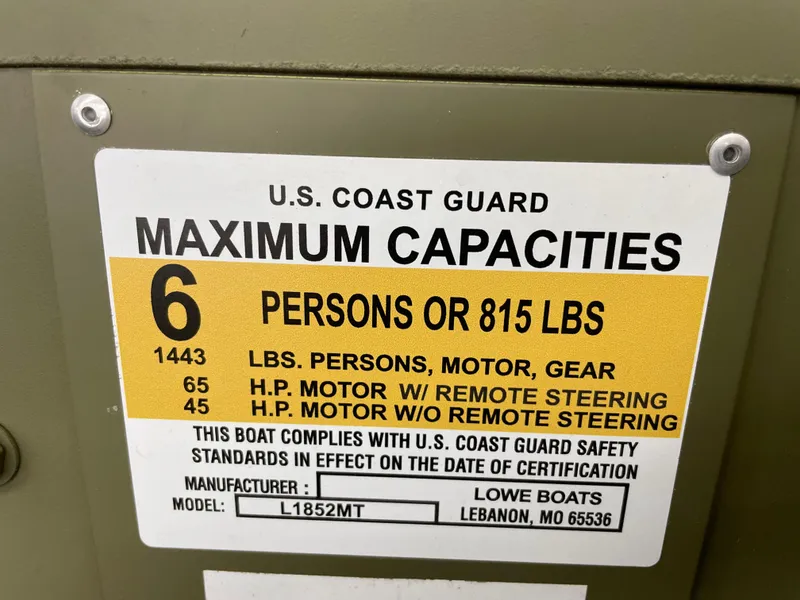 U.S. COAST GUARD
MAXIMUM CAPACITIES
6 PERSONS OR 815 LBS
1443 LBS. PERSONS, MOTOR, GEAR
65 H.P. MOTOR W/ REMOTE STEERING
45 H.P. MOTOR W/O REMOTE STEERING
THIS BOAT COMPLIES WITH U.S. COAST GUARD SAFETY
STANDARDS IN EFFECT ON THE DATE OF CERTIFICATION
MANUFACTURER : LOWE BOATS
MODEL: L1852MT LEBANON, MO 65536